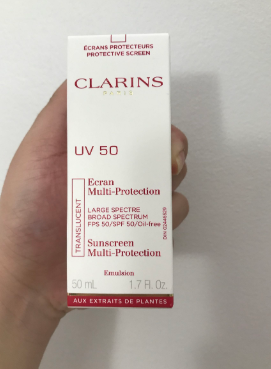 ÉCRANS PROTECTEURS
PROTECTIVE SCREEN
CLARINS
PARIS
UV 50
TRANSLUCENT
Ecran
Multi-Protection
LARGE SPECTRE
BROAD SPECTRUM
FPS 50/SPF 50/Oil-free
Sunscreen
Multi-Protection
Emulsion
50 mL 1.7 Fl. Oz.
AUX EXTRAITS DE PLANTES